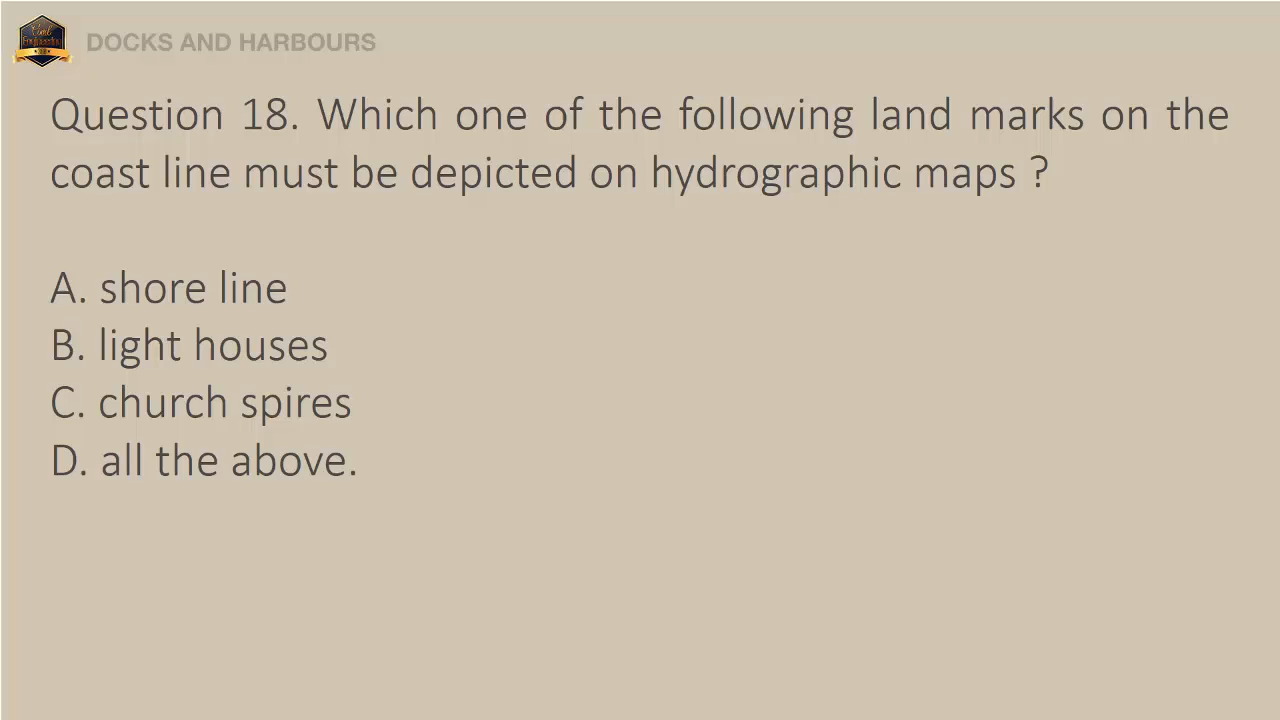 DOCKS AND HARBOURS
Question 18. Which one of the following land marks on the
coast line must be depicted on hydrographic maps ?
A. shore line
B. light houses
C. church spires
D. all the above.